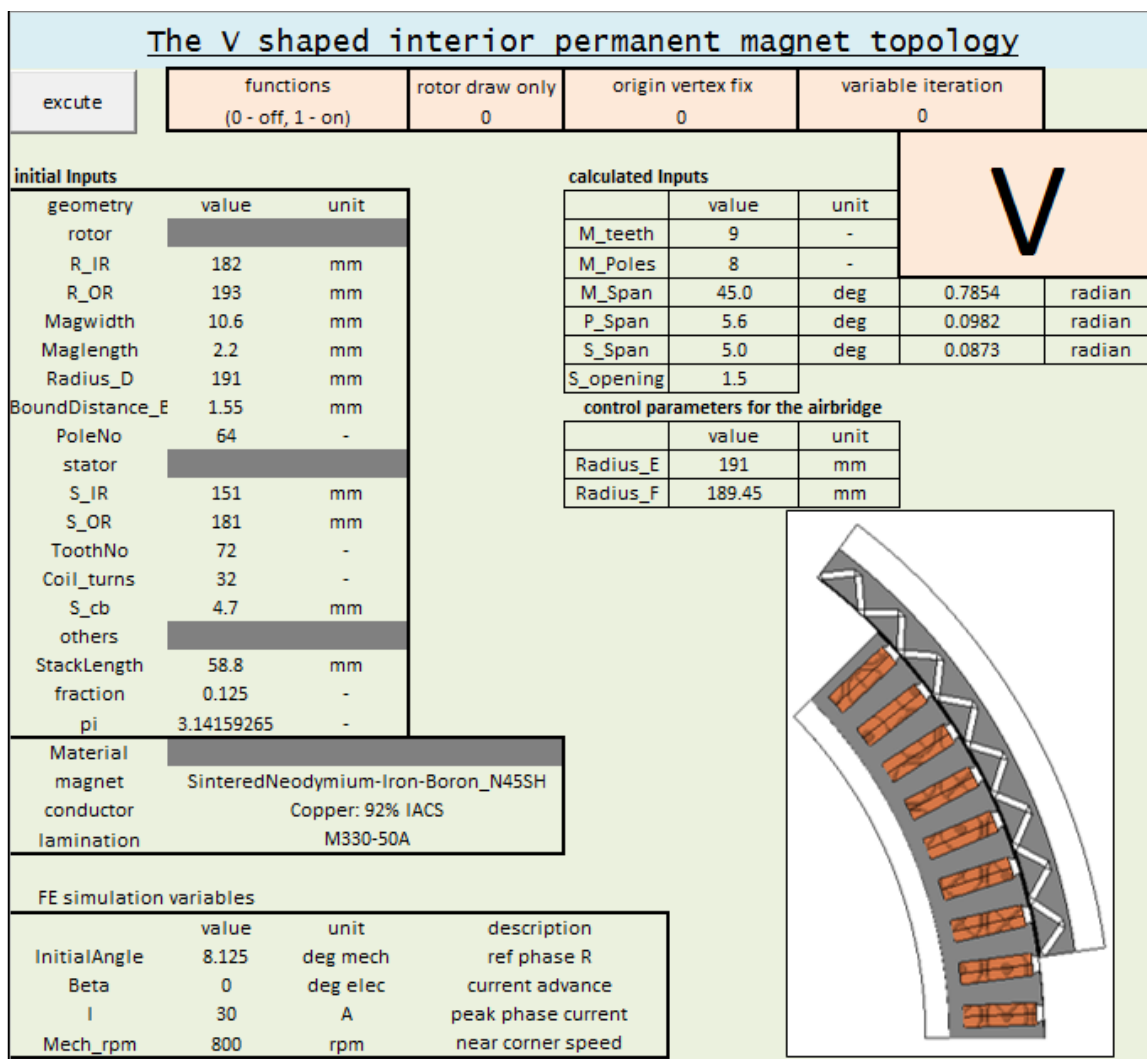 The V shaped interior permanent magnet topology
excute
functions rotor draw only origin vertex fix variable iteration
(0 - off, 1 - on) 0 0 0
V
initial Inputs
geometry value unit
rotor
R_IR 182 mm
R_OR 193 mm
Magwidth 10.6 mm
Maglength 2.2 mm
Radius_D 191 mm
BoundDistance_E 1.55 mm
PoleNo 64 -
stator
S_IR 151 mm
S_OR 181 mm
ToothNo 72 -
Coil_turns 32 -
S_cb 4.7 mm
others
StackLength 58.8 mm
fraction 0.125 -
pi 3.14159265 -
Material
magnet SinteredNeodymium-Iron-Boron_N45SH
conductor Copper: 92% IACS
lamination M330-50A
calculated Inputs
value unit
M_teeth 9 -
M_Poles 8 -
M_Span 45.0 deg 0.7854 radian
P_Span 5.6 deg 0.0982 radian
S_Span 5.0 deg 0.0873 radian
S_opening 1.5
control parameters for the airbridge
value unit
Radius_E 191 mm
Radius_F 189.45 mm
FE simulation variables
value unit description
InitialAngle 8.125 deg mech ref phase R
Beta 0 deg elec current advance
I 30 A peak phase current
Mech_rpm 800 rpm near corner speed